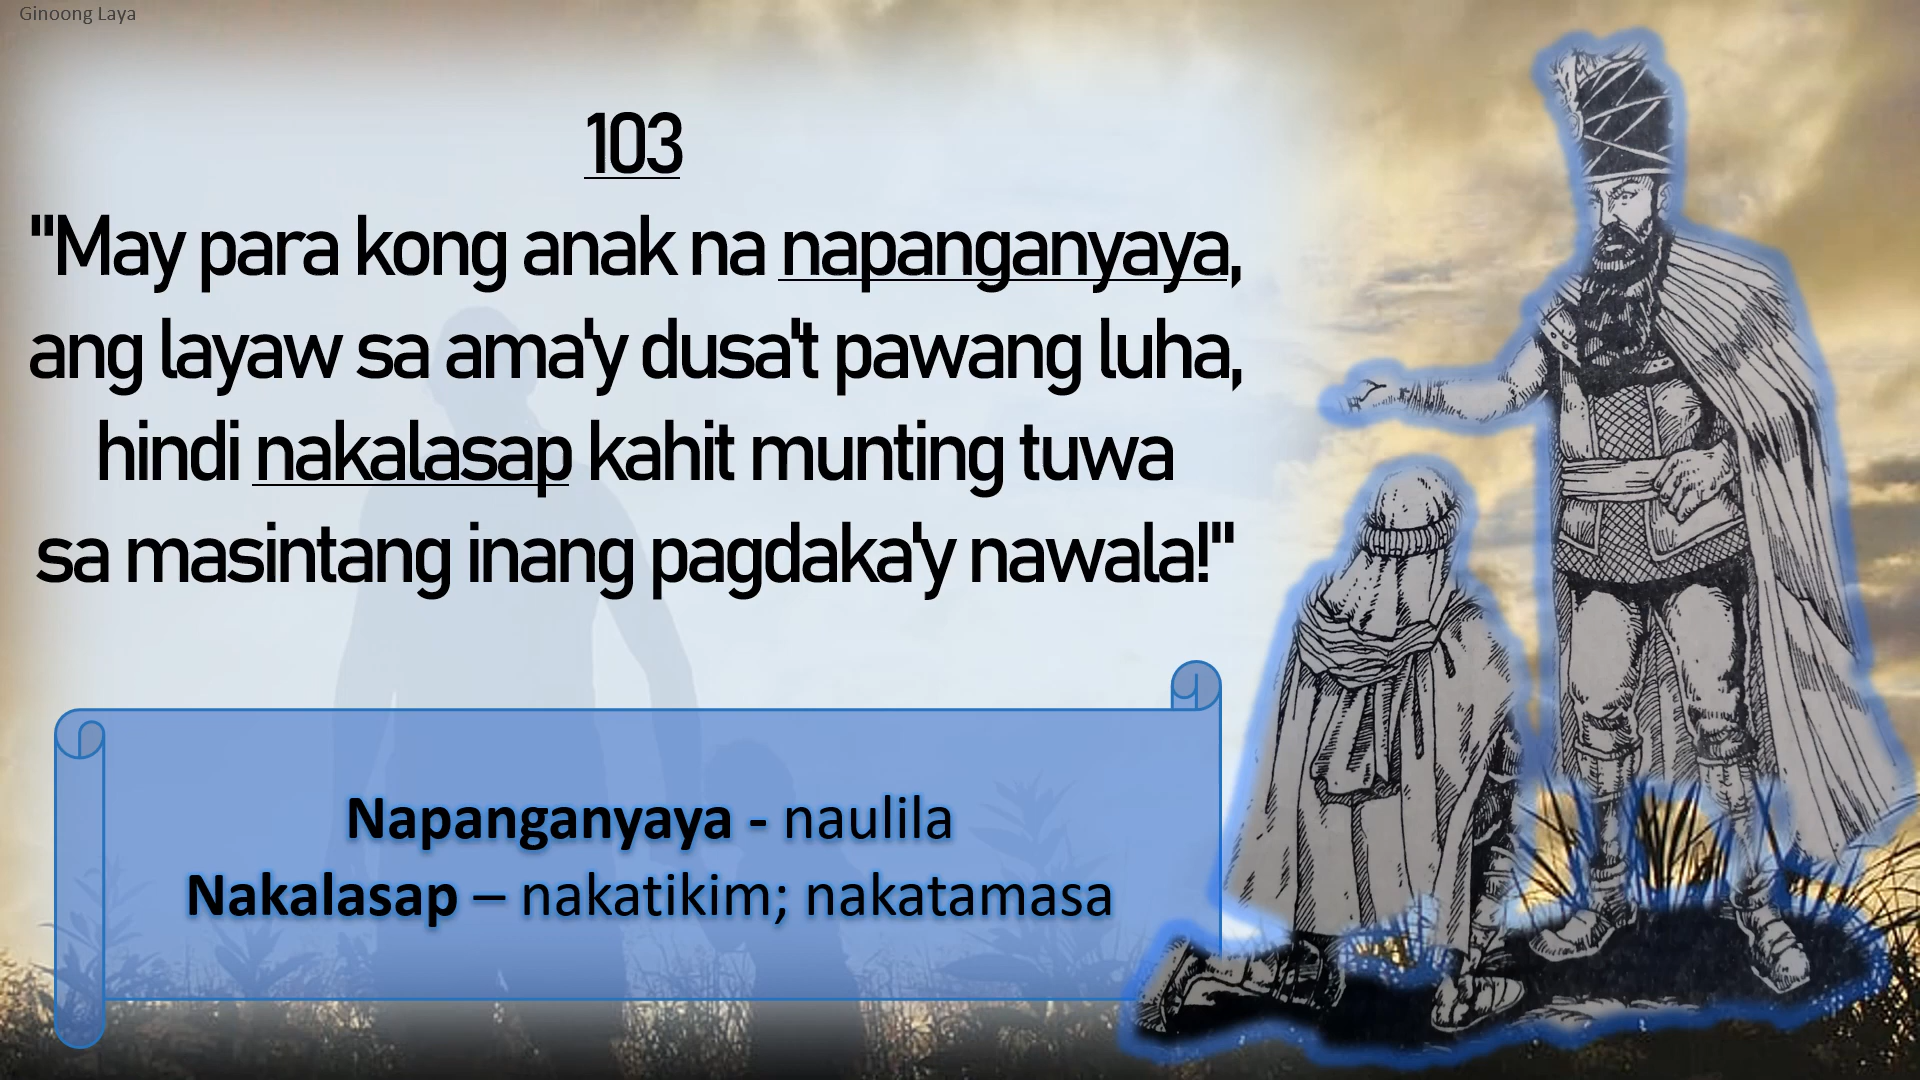 Ginoong Laya
103
"May para kong anak na napanganyaya,
ang layaw sa ama'y dusa't pawang luha,
hindi nakalasap kahit munting tuwa
sa masintang inang pagdaka'y nawala!"
Napanganyaya - naulila
Nakalasap – nakatikim; nakatamasa